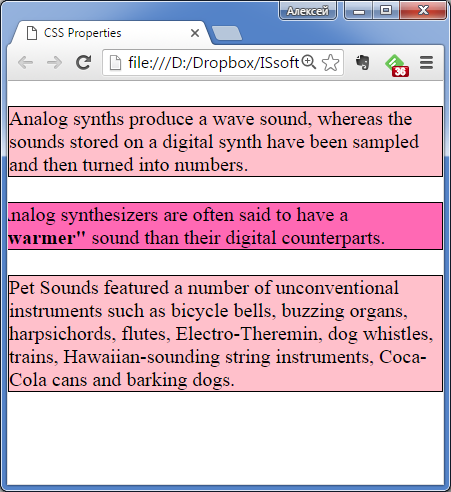 Алексей
CSS Properties
file:///D:/Dropbox/ISsoft
36
Analog synths produce a wave sound, whereas the
sounds stored on a digital synth have been sampled
and then turned into numbers.
nalog synthesizers are often said to have a
warmer" sound than their digital counterparts.
Pet Sounds featured a number of unconventional
instruments such as bicycle bells, buzzing organs,
harpsichords, flutes, Electro-Theremin, dog whistles,
trains, Hawaiian-sounding string instruments, Coca-
Cola cans and barking dogs.